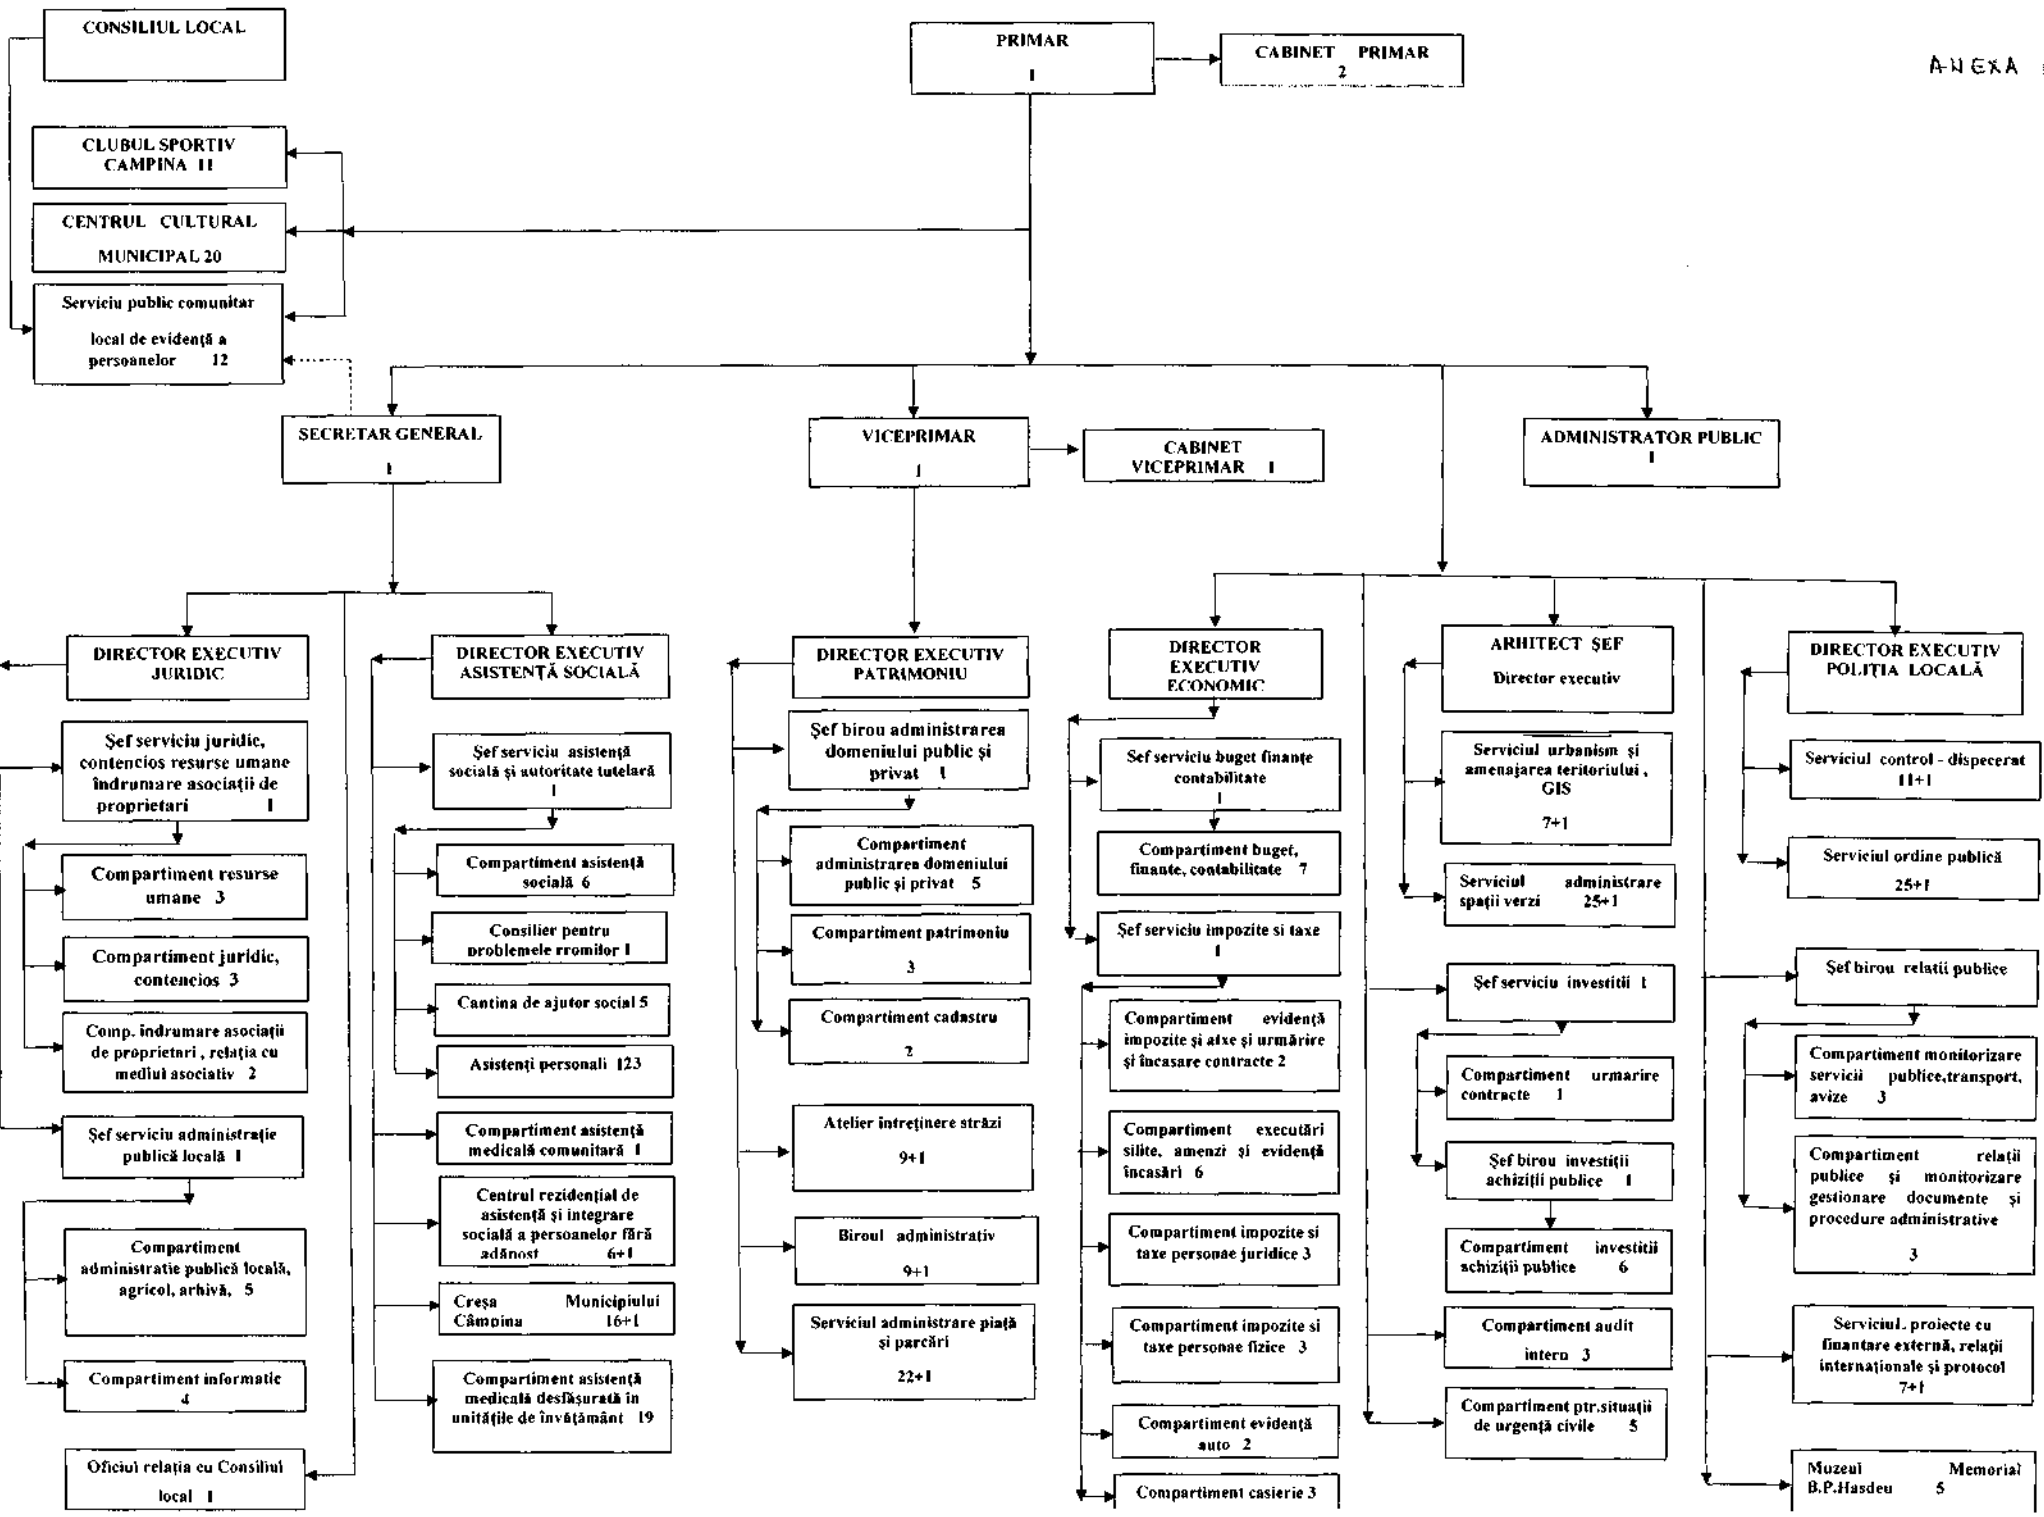 CONSILIUL LOCAL
PRIMAR
1
CABINET PRIMAR
2
ANEXA
CLUBUL SPORTIV
CAMPINA 11
CENTRUL CULTURAL
MUNICIPAL 20
Serviciu public comunitar
local de evidență a
persoanelor 12
SECRETAR GENERAL
1
VICEPRIMAR
1
CABINET
VICEPRIMAR 1
ADMINISTRATOR PUBLIC
1
DIRECTOR EXECUTIV
JURIDIC
Șef serviciu juridic,
contencios resurse umane
îndrumare asociații de
proprietari 1
Compartiment resurse
umane 3
Compartiment juridic,
contencios 3
Comp. îndrumare asociații
de proprietari , relația cu
mediul asociativ 2
Șef serviciu administrație
publică locală 1
Compartiment
administratie publică locală,
agricol, arhivă, 5
Compartiment informatic
4
Oficiul relația cu Consiliul
local 1
DIRECTOR EXECUTIV
ASISTENȚĂ SOCIALĂ
Șef serviciu asistență
socială și autoritate tutelară
1
Compartiment asistență
socială 6
Consilier pentru
problemele rromilor 1
Cantina de ajutor social 5
Asistenți personali 123
Compartiment asistență
medicală comunitară 1
Centrul rezidențial de
asistență și integrare
socială a persoanelor fără
adăpost 6+1
Creșa Municipiului
Câmpina 16+1
Compartiment asistență
medicală desfășurată în
unitățile de învățământ 19
DIRECTOR EXECUTIV
PATRIMONIU
Șef birou administrarea
domeniului public și
privat 1
Compartiment
administrarea domeniului
public și privat 5
Compartiment patrimoniu
3
Compartiment cadastru
2
Atelier întreținere străzi
9+1
Biroul administrativ
9+1
Serviciul administrare piață
și parcări
22+1
DIRECTOR
EXECUTIV
ECONOMIC
Sef serviciu buget finanțe
contabilitate
1
Compartiment buget,
finante, contabilitate 7
Șef serviciu impozite si taxe
1
Compartiment evidență
impozite și atxe și urmărire
și încasare contracte 2
Compartiment executări
silite, amenzi și evidență
încasări 6
Compartiment impozite si
taxe personae juridice 3
Compartiment impozite si
taxe personae fizice 3
Compartiment evidență
auto 2
Compartiment casierie 3
ARHITECT ȘEF
Director executiv
Serviciul urbanism și
amenajarea teritoriului ,
GIS
7+1
Serviciul administrare
spații verzi 25+1
Șef serviciu investitii 1
Compartiment urmarire
contracte 1
Șef birou investiții
achiziții publice 1
Compartiment investitii
achiziții publice 6
Compartiment audit
intern 3
Compartiment ptr.situații
de urgență civile 5
DIRECTOR EXECUTIV
POLIȚIA LOCALĂ
Serviciul control - dispecerat
11+1
Serviciul ordine publică
25+1
Șef birou relatii publice
Compartiment monitorizare
servicii publice,transport,
avize 3
Compartiment relații
publice și monitorizare
gestionare documente și
procedure administrative
3
Serviciul. proiecte cu
finantare externă, relații
internaționale și protocol
7+1
Muzeul Memorial
B.P.Hasdeu 5